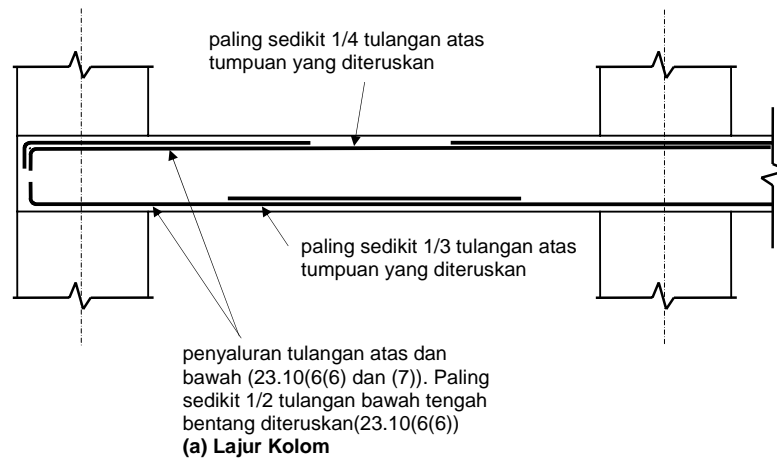 paling sedikit 1/4 tulangan atas
tumpuan yang diteruskan
paling sedikit 1/3 tulangan atas
tumpuan yang diteruskan
penyaluran tulangan atas dan
bawah (23.10(6(6) dan (7)). Paling
sedikit 1/2 tulangan bawah tengah
bentang diteruskan(23.10(6(6))
(a) Lajur Kolom